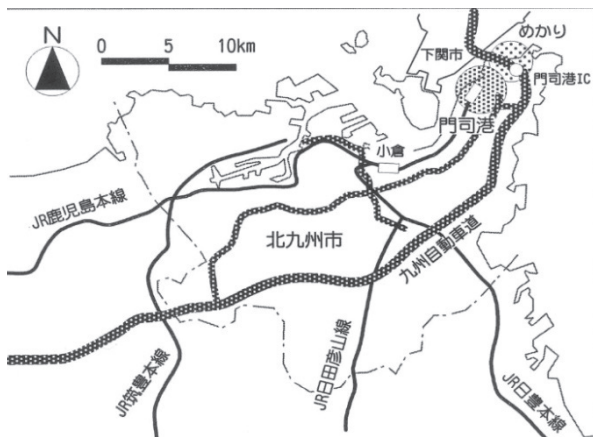 N
0 5 10km
めかり
下関市
門司港IC
門司港
小倉
JR鹿児島本線
北九州市
九州自動車道
JR筑豊本線
JR日田彦山線
JR日豊本線